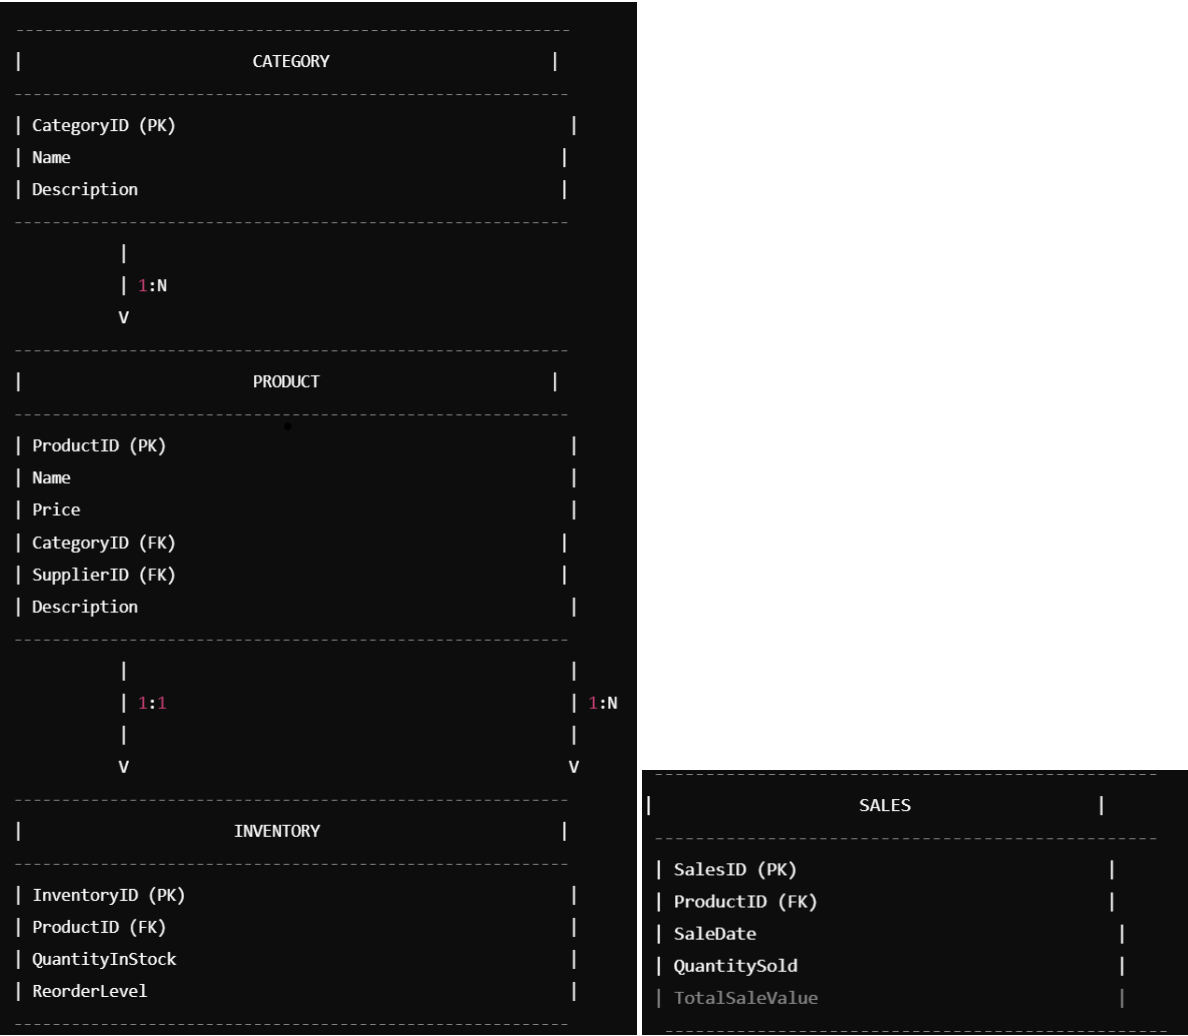 CATEGORY
CategoryID (PK)
Name
Description
1:N
PRODUCT
ProductID (PK)
Name
Price
CategoryID (FK)
SupplierID (FK)
Description
1:1
1:N
V
V
V
INVENTORY
InventoryID (PK)
ProductID (FK)
QuantityInStock
ReorderLevel
SALES
SalesID (PK)
ProductID (FK)
SaleDate
QuantitySold
TotalSaleValue